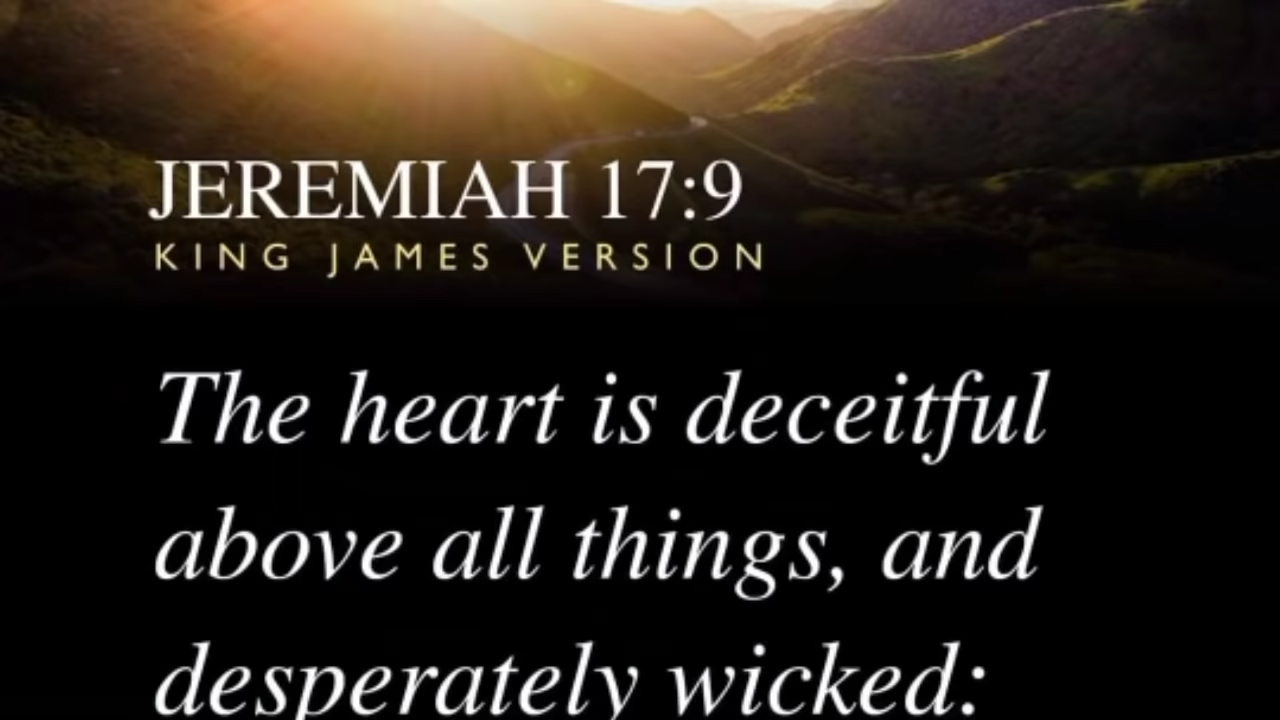 JEREMIAH 17:9
KING JAMES VERSION
The heart is deceitful
above all things, and
desperately wicked: